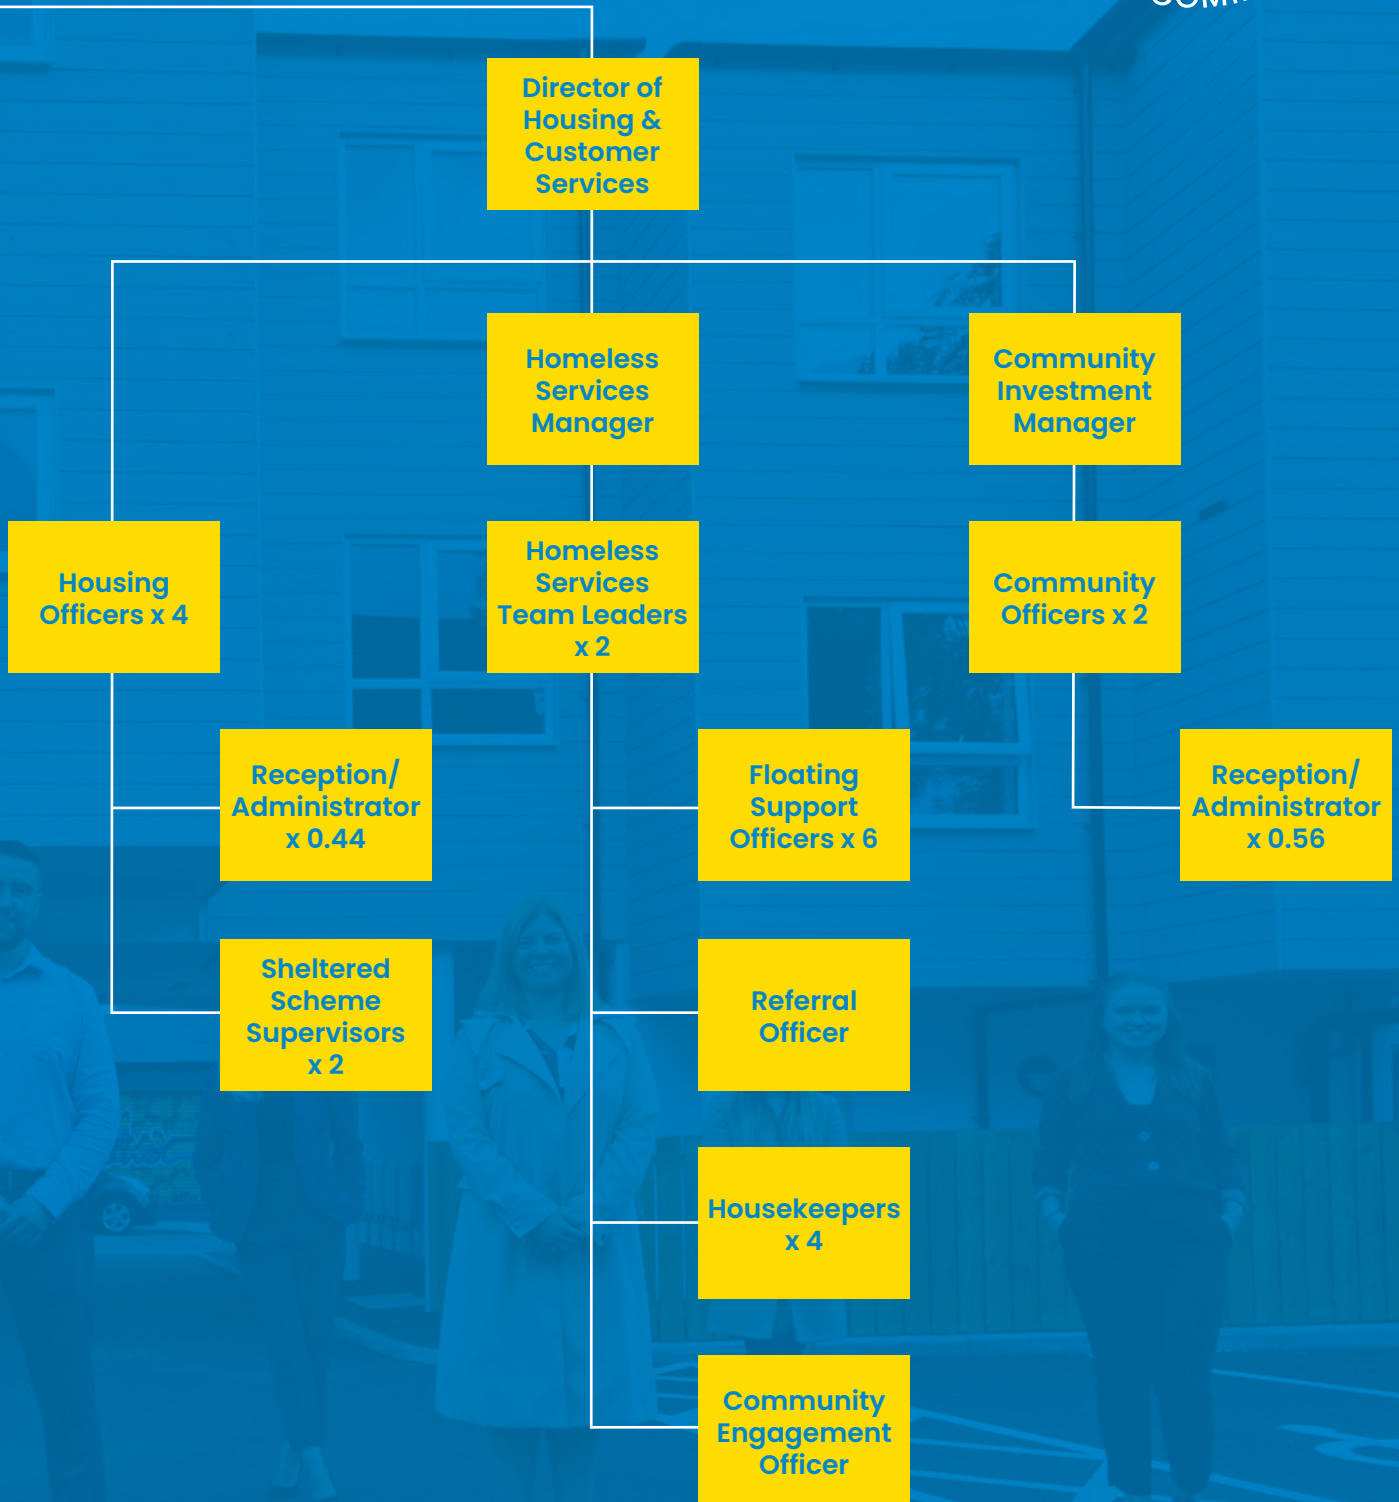 Director of
Housing &
Customer
Services
Homeless
Services
Manager
Community
Investment
Manager
Housing
Officers x 4
Homeless
Services
Team Leaders
x 2
Community
Officers x 2
Reception/
Administrator
x 0.44
Floating
Support
Officers x 6
Reception/
Administrator
x 0.56
Sheltered
Scheme
Supervisors
x 2
Referral
Officer
Housekeepers
x 4
Community
Engagement
Officer